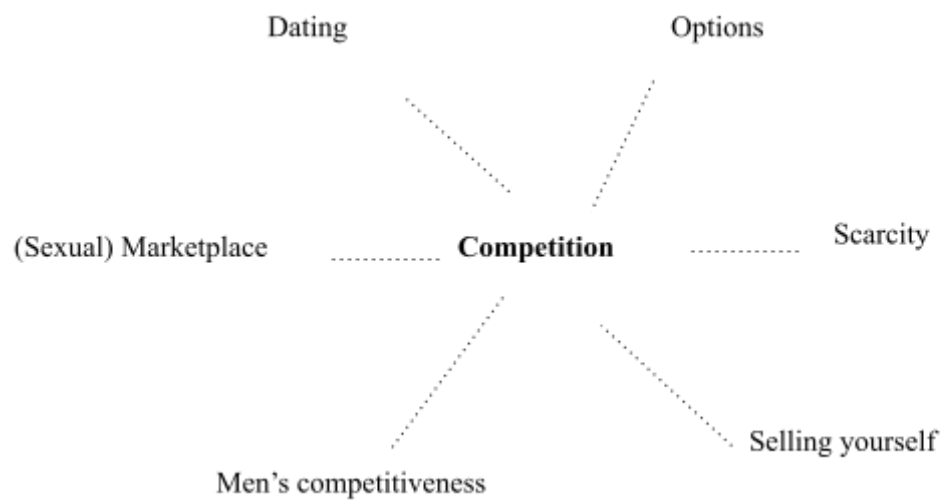 Dating
Options
(Sexual) Marketplace
Competition
Scarcity
Men’s competitiveness
Selling yourself